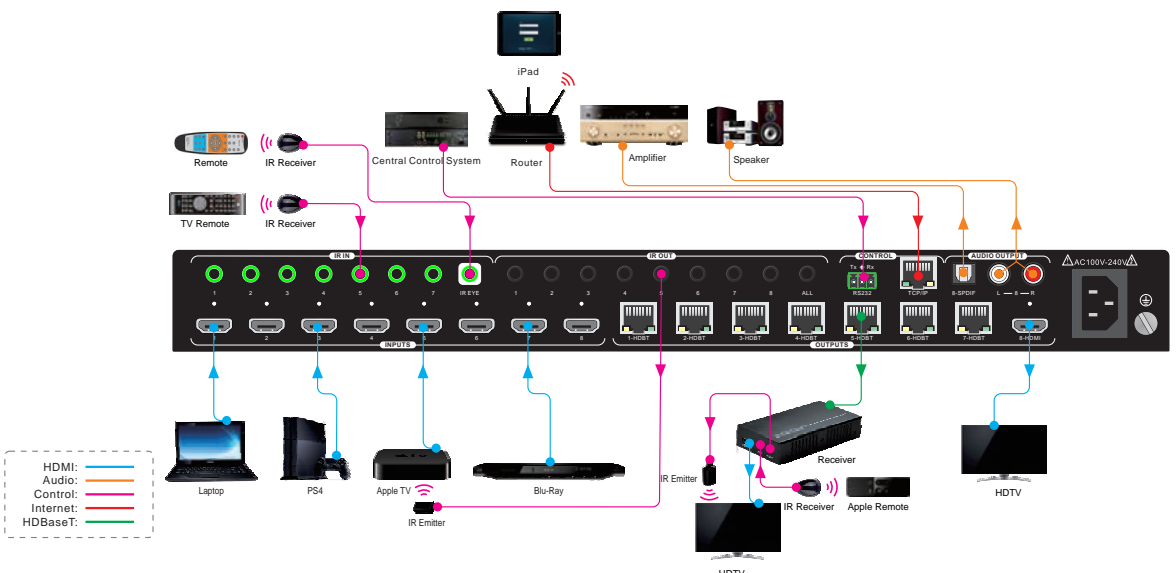 iPad
Remote
IR Receiver
Central Control System
Router
Amplifier
Speaker
TV Remote
IR Receiver
IR IN
IR OUT
CONTROL
AUDIO OUTPUT
Tx Rx
AC100V-240V
1 2 3 4 5 6 7 IR EYE
1 2 3 4 5 6 7 8 ALL
RS232
TCP/IP
8-SPDIF
L 8 R
1 2 3 4 5 6 7 8
1-HDBT 2-HDBT 3-HDBT 4-HDBT 5-HDBT 6-HDBT 7-HDBT 8-HDMI
INPUTS
OUTPUTS
HDMI:
Audio:
Control:
Internet:
HDBaseT:
Laptop
PS4
Apple TV
Blu-Ray
IR Emitter
Receiver
IR Emitter
IR Receiver
Apple Remote
HDTV
HDTV